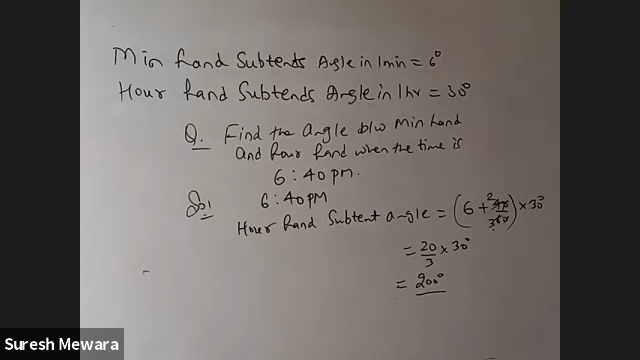 Min hand Subtends Angle in 1min = 6°
Hour hand Subtends Angle in 1hr = 30°
Q. Find the angle b/w Min hand
and hour hand when the time is
6:40 pm.
Sol 6:40 PM
Hour hand Subtent angle = (6 + 2 40/3 60) × 30°
= 20/3 × 30°
= 200°
Suresh Mewara